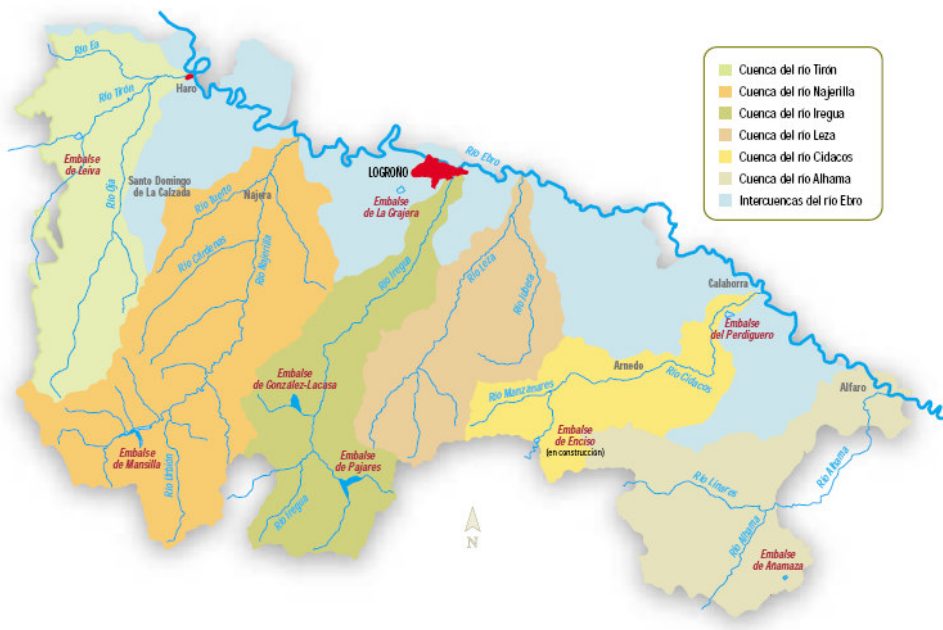 Río Ea
Río Tirón
Haro
Embalse
de Leiva
Río Oja
Santo Domingo
de La Calzada
Río Tuerto
Nájera
Río Cárdenas
Río Najerilla
Embalse
de Mansilla
Río Urbión
LOGROÑO
Embalse
de La Grajera
Río Ebro
Río Iregua
Embalse
de González-Lacasa
Embalse
de Pajares
Río Iregua
Río Leza
Río Jubera
Calahorra
Embalse
del Perdiguero
Arnedo
Río Cidacos
Río Manzanares
Embalse
de Enciso
(en construcción)
Alfaro
Río Linares
Río Alhama
Río Alhama
Embalse
de Añamaza
N
Cuenca del río Tirón
Cuenca del río Najerilla
Cuenca del río Iregua
Cuenca del río Leza
Cuenca del río Cidacos
Cuenca del río Alhama
Intercuencas del río Ebro